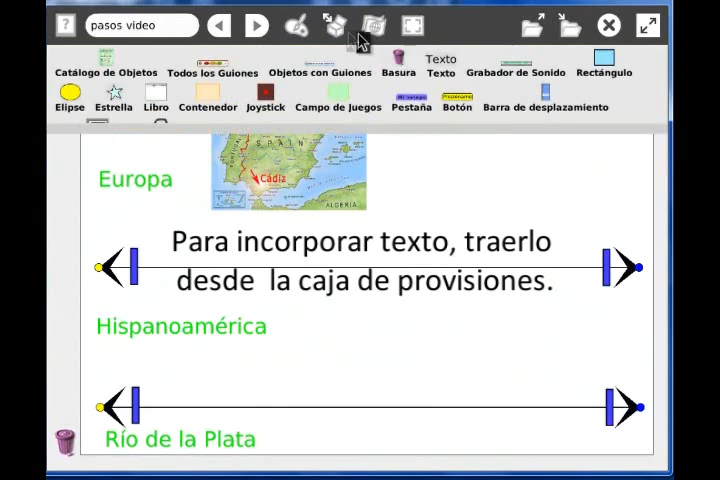 ?
pasos video
Catálogo de Objetos
Todos los Guiones
Objetos con Guiones
Basura
Texto
Texto
Grabador de Sonido
Rectángulo
Elipse
Estrella
Libro
Contenedor
Joystick
Campo de Juegos
Pestaña
Botón
Barra de desplazamiento
SPAIN
Cádiz
ALGERIA
Europa
Para incorporar texto, traerlo
desde la caja de provisiones.
Hispanoamérica
Río de la Plata